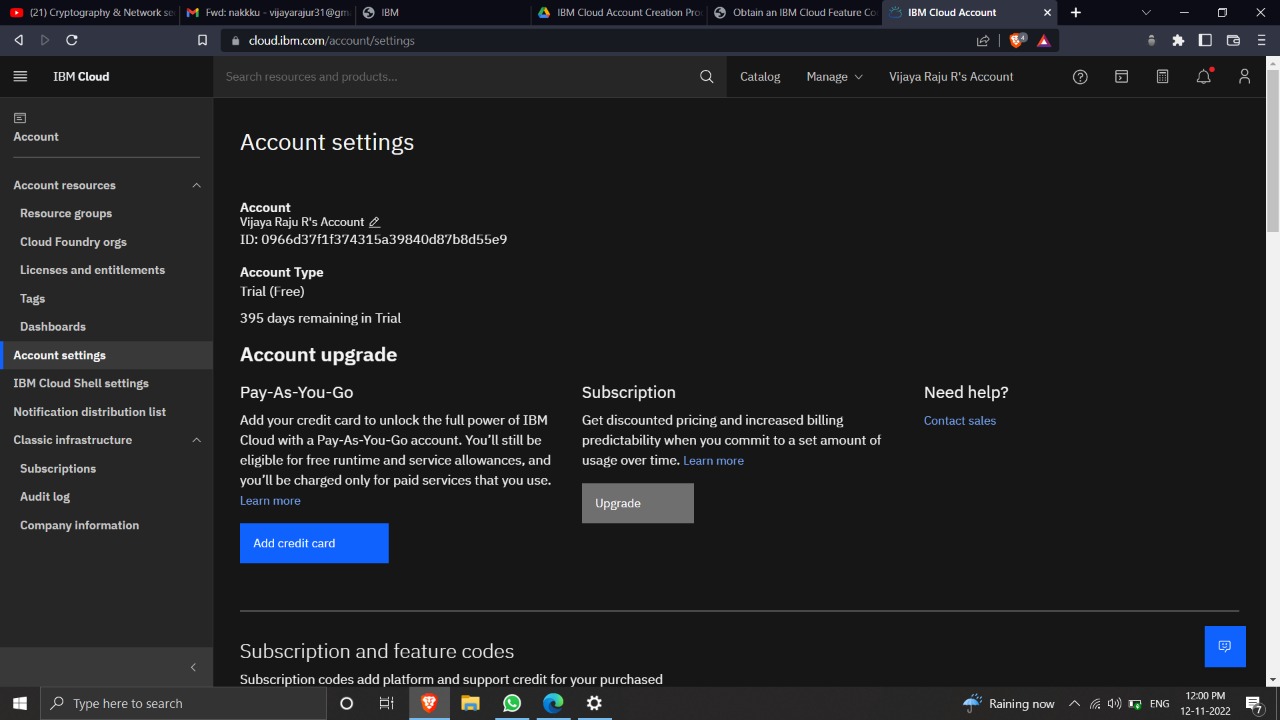 (21) Cryptography & Network se
Fwd: nakkku - vijayarajur31@gm
IBM
IBM Cloud Account Creation Pro
Obtain an IBM Cloud Feature Co
IBM Cloud Account
cloud.ibm.com/account/settings
4
IBM Cloud
Search resources and products...
Catalog
Manage
Vijaya Raju R's Account
Account
Account resources
Resource groups
Cloud Foundry orgs
Licenses and entitlements
Tags
Dashboards
Account settings
IBM Cloud Shell settings
Notification distribution list
Classic infrastructure
Subscriptions
Audit log
Company information
Account settings
Account
Vijaya Raju R's Account
ID: 0966d37f1f374315a39840d87b8d55e9
Account Type
Trial (Free)
395 days remaining in Trial
Account upgrade
Pay-As-You-Go
Add your credit card to unlock the full power of IBM
Cloud with a Pay-As-You-Go account. You'll still be
eligible for free runtime and service allowances, and
you'll be charged only for paid services that you use.
Learn more
Add credit card
Subscription
Get discounted pricing and increased billing
predictability when you commit to a set amount of
usage over time. Learn more
Upgrade
Need help?
Contact sales
Subscription and feature codes
Subscription codes add platform and support credit for your purchased
Type here to search
Raining now
ENG
12:00 PM
12-11-2022
7